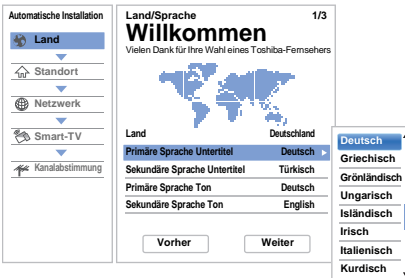 Automatische Installation
Land
Standort
Netzwerk
Smart-TV
Kanalabstimmung
Land/Sprache 1/3
Willkommen
Vielen Dank für Ihre Wahl eines Toshiba-Fernsehers
Land Deutschland
Primäre Sprache Untertitel Deutsch
Sekundäre Sprache Untertitel Türkisch
Primäre Sprache Ton Deutsch
Sekundäre Sprache Ton English
Vorher Weiter
Deutsch
Griechisch
Grönländisch
Ungarisch
Isländisch
Irisch
Italienisch
Kurdisch